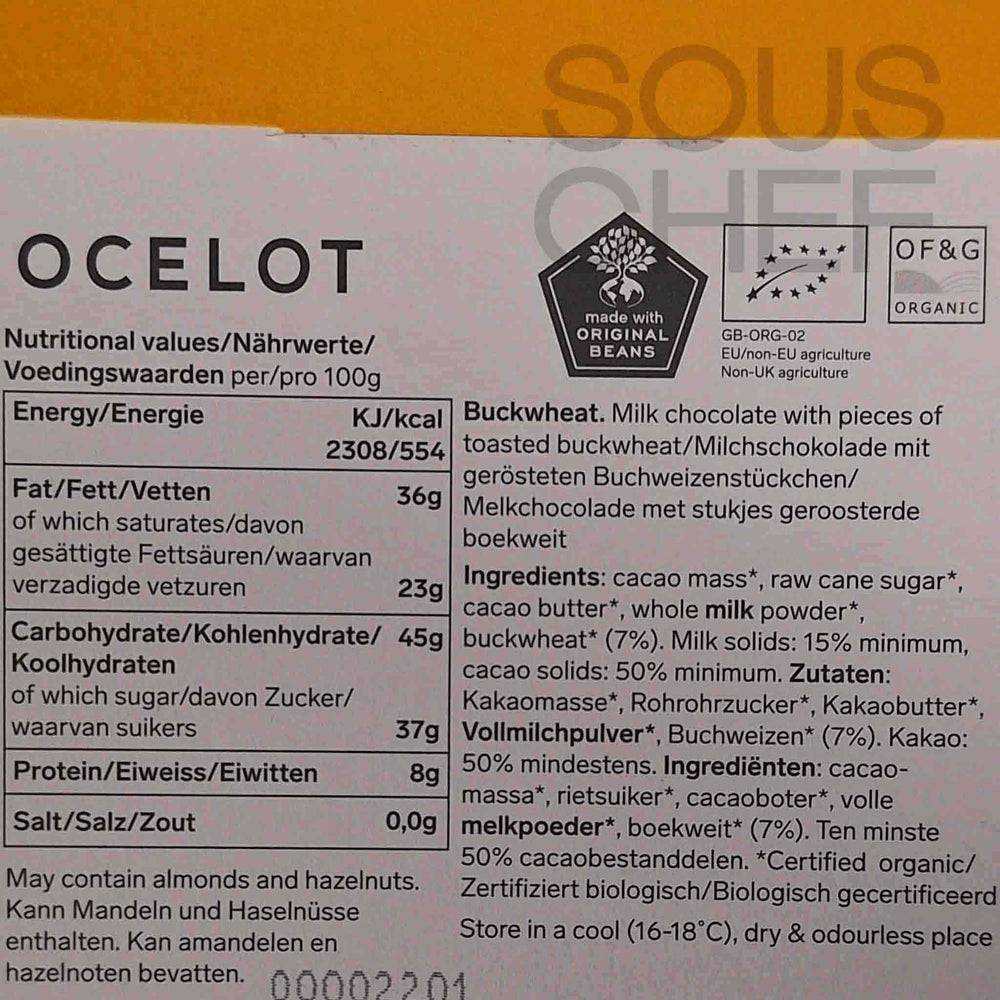 SOUS
CHEF
OCELOT
made with
ORIGINAL
BEANS
OF&G
ORGANIC
GB-ORG-02
EU/non-EU agriculture
Non-UK agriculture
Nutritional values/Nährwerte/
Voedingswaarden per/pro 100g
Energy/Energie KJ/kcal
2308/554
Fat/Fett/Vetten 36g
of which saturates/davon
gesättigte Fettsäuren/waarvan
verzadigde vetzuren 23g
Carbohydrate/Kohlenhydrate/ 45g
Koolhydraten
of which sugar/davon Zucker/
waarvan suikers 37g
Protein/Eiweiss/Eiwitten 8g
Salt/Salz/Zout 0,0g
May contain almonds and hazelnuts.
Kann Mandeln und Haselnüsse
enthalten. Kan amandelen en
hazelnoten bevatten.
00002201
Buckwheat. Milk chocolate with pieces of
toasted buckwheat/Milchschokolade mit
gerösteten Buchweizenstückchen/
Melkchocolade met stukjes geroosterde
boekweit
Ingredients: cacao mass*, raw cane sugar*,
cacao butter*, whole milk powder*,
buckwheat* (7%). Milk solids: 15% minimum,
cacao solids: 50% minimum. Zutaten:
Kakaomasse*, Rohrohrzucker*, Kakaobutter*,
Vollmilchpulver*, Buchweizen* (7%). Kakao:
50% mindestens. Ingrediënten: cacao-
massa*, rietsuiker*, cacaoboter*, volle
melkpoeder*, boekweit* (7%). Ten minste
50% cacaobestanddelen. *Certified organic/
Zertifiziert biologisch/Biologisch gecertificeerd
Store in a cool (16-18°C), dry & odourless place